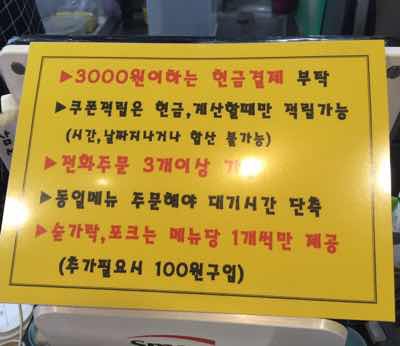 ▶3000원이하는 현금결제 부탁
▶쿠폰적립은 현금,계산할때만 적립가능
(시간,날짜지나거나 합산 불가능)
▶전화주문 3개이상
▶동일메뉴 주문해야 대기시간 단축
▶숟가락,포크는 메뉴당 1개씩만 제공
(추가필요시 100원구입)